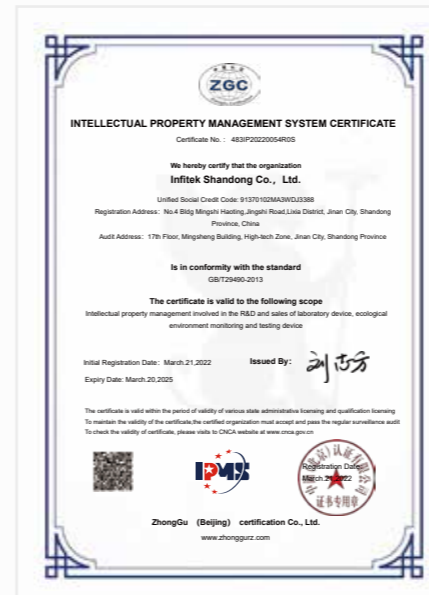 ZGC
INTELLECTUAL PROPERTY MANAGEMENT SYSTEM CERTIFICATE
Certificate No. : 483IP20220054R0S
We hereby certify that the organization
Infitek Shandong Co., Ltd.
Unified Social Credit Code: 91370102MA3WDJ3388
Registration Address: No.4 Bldg Mingshi Haoting,Jingshi Road,Lixia District, Jinan City, Shandong
Province, China
Audit Address: 17th Floor, Mingsheng Building, High-tech Zone, Jinan City, Shandong Province
Is in conformity with the standard
GB/T29490-2013
The certificate is valid to the following scope
Intellectual property management involved in the R&D and sales of laboratory device, ecological
environment monitoring and testing device
Initial Registration Date: March.21,2022
Issued By:
Expiry Date: March.20,2025
The certificate is valid within the period of validity of various state administrative licensing and qualification licensing
To maintain the validity of the certificate,the certified organization must accept and pass the regular surveillance audit
To check the validity of certificate, please visits to CNCA website at www.cnca.gov.cn
IPMS
Registration Date:
March.21,2022
证书专用章
ZhongGu (Beijing) certification Co., Ltd.
www.zhonggurz.com